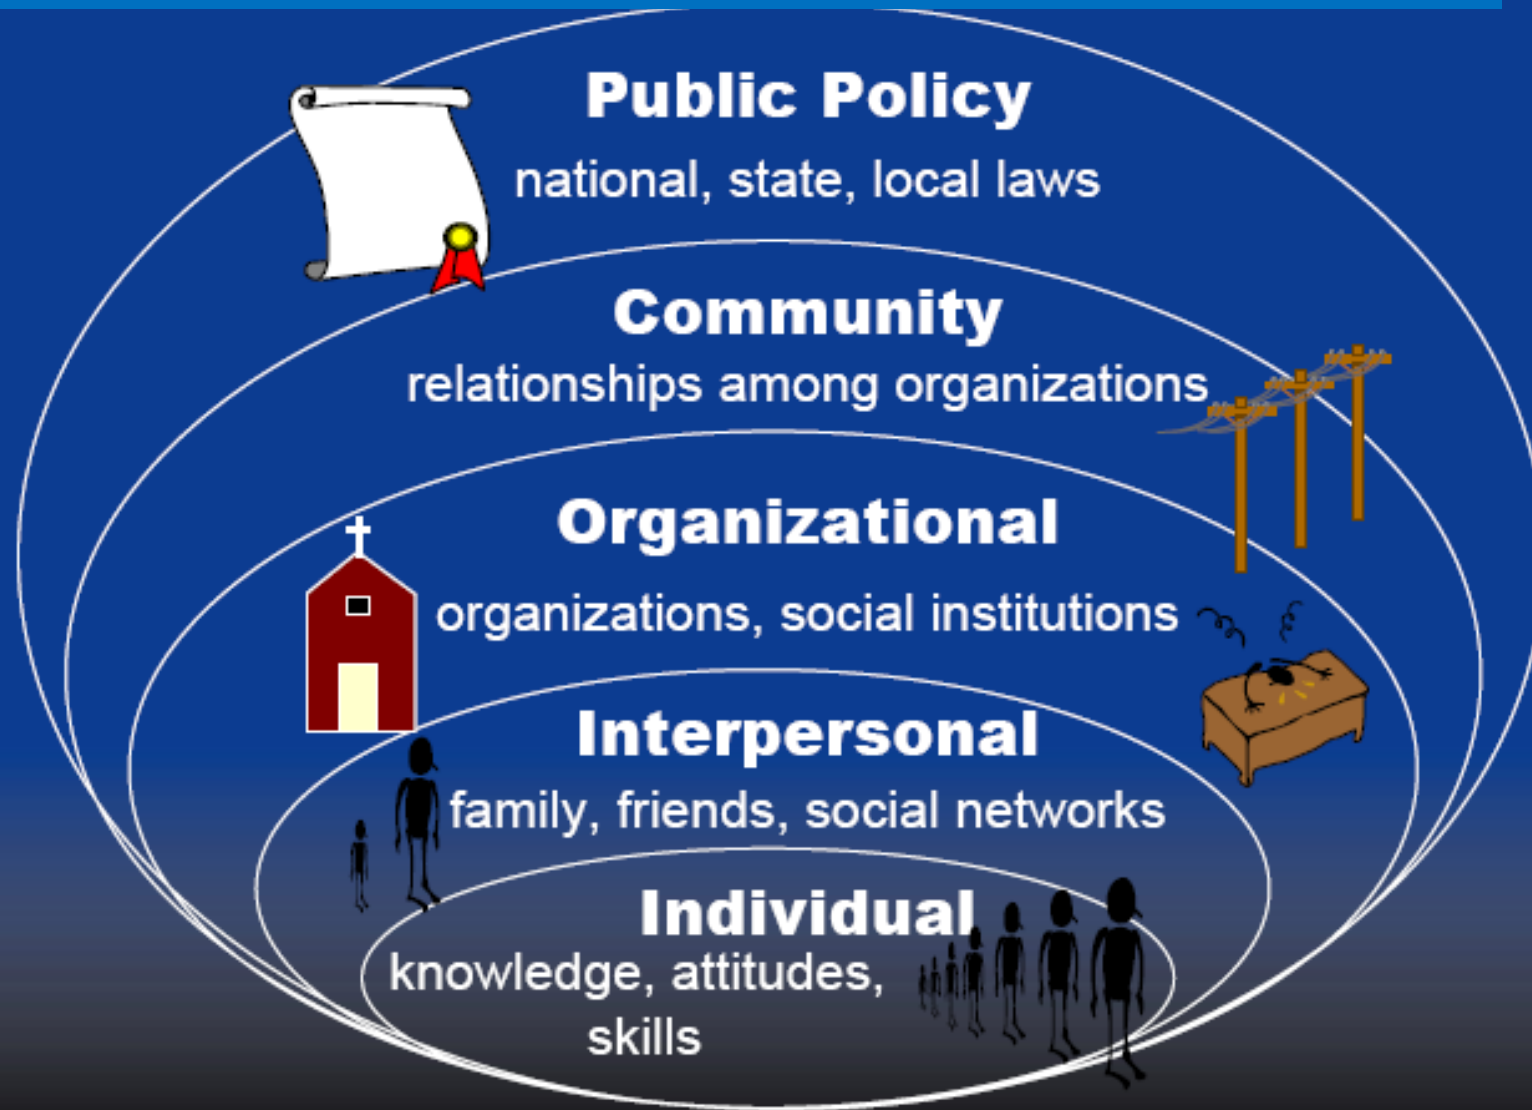 Public Policy
national, state, local laws
Community
relationships among organizations
Organizational
organizations, social institutions
Interpersonal
family, friends, social networks
Individual
knowledge, attitudes,
skills